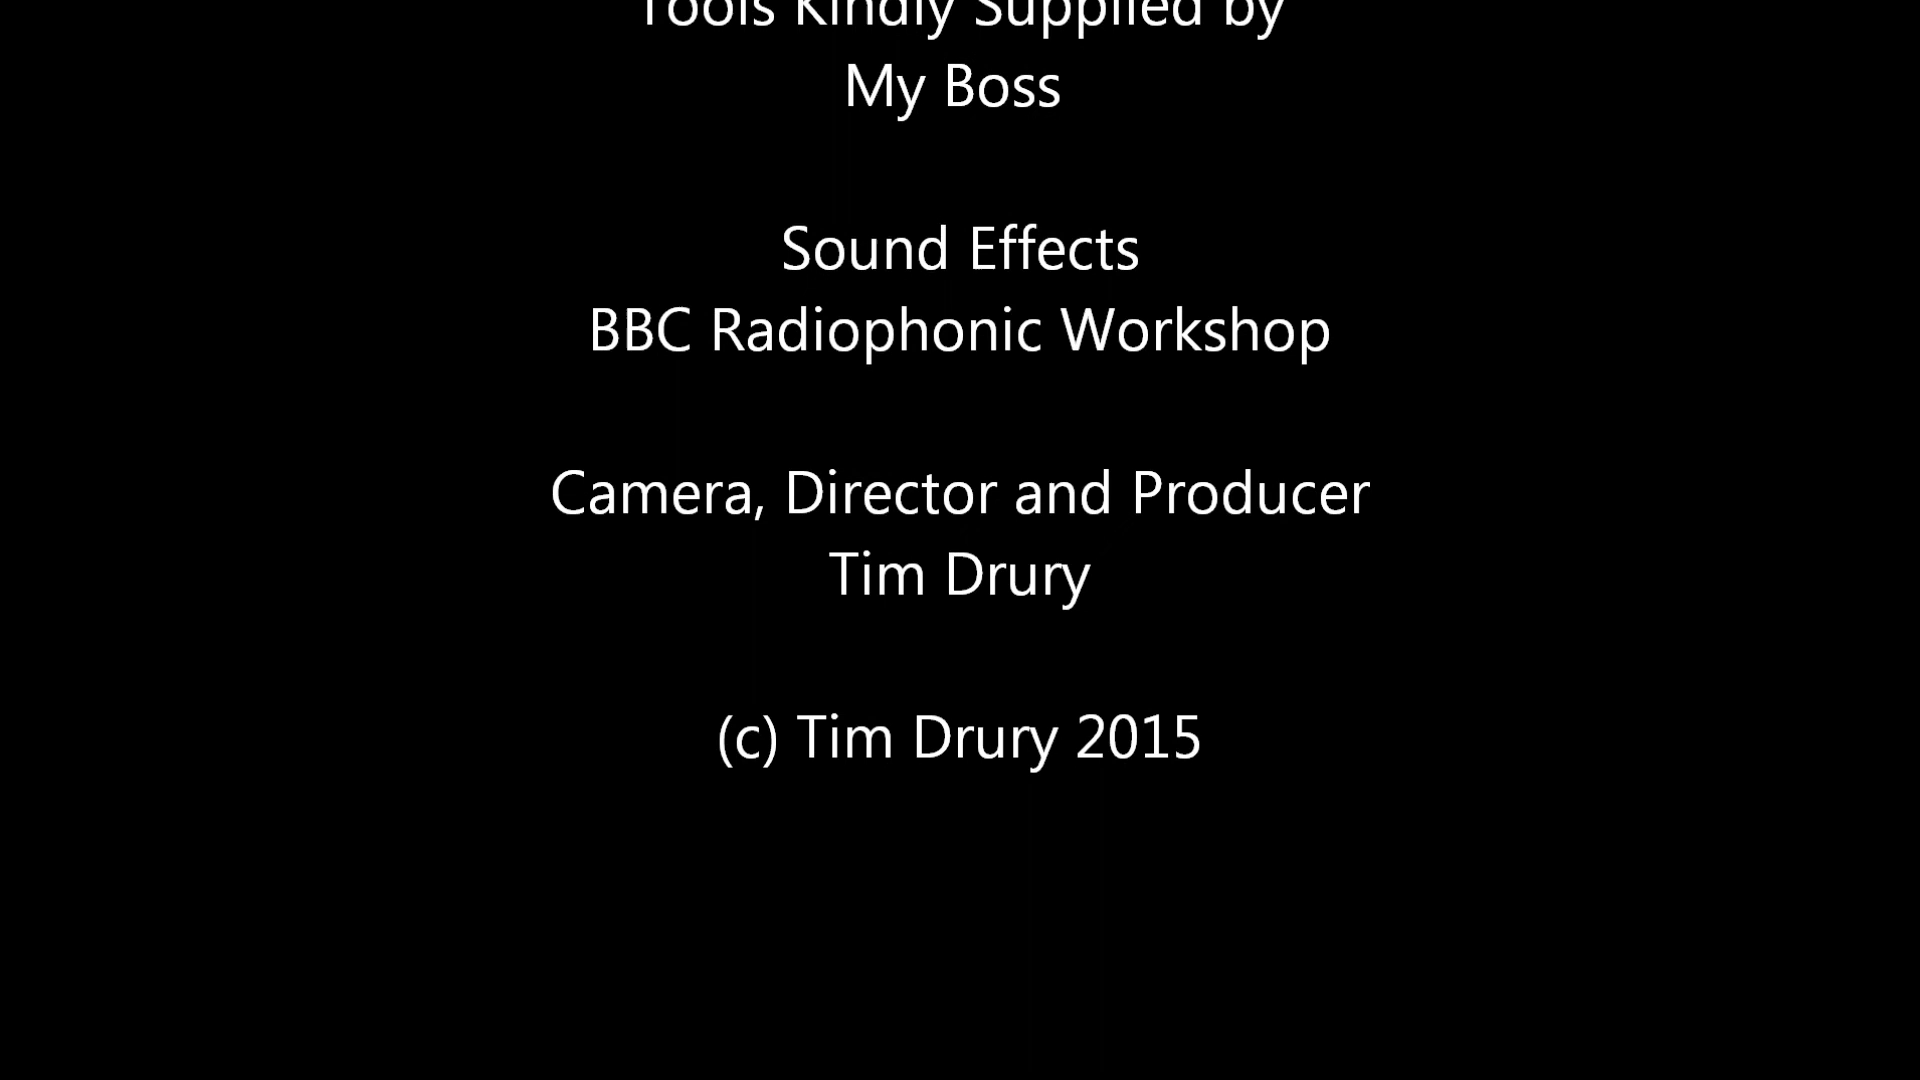 Tools Kindly Supplied by
My Boss
Sound Effects
BBC Radiophonic Workshop
Camera, Director and Producer
Tim Drury
(c) Tim Drury 2015